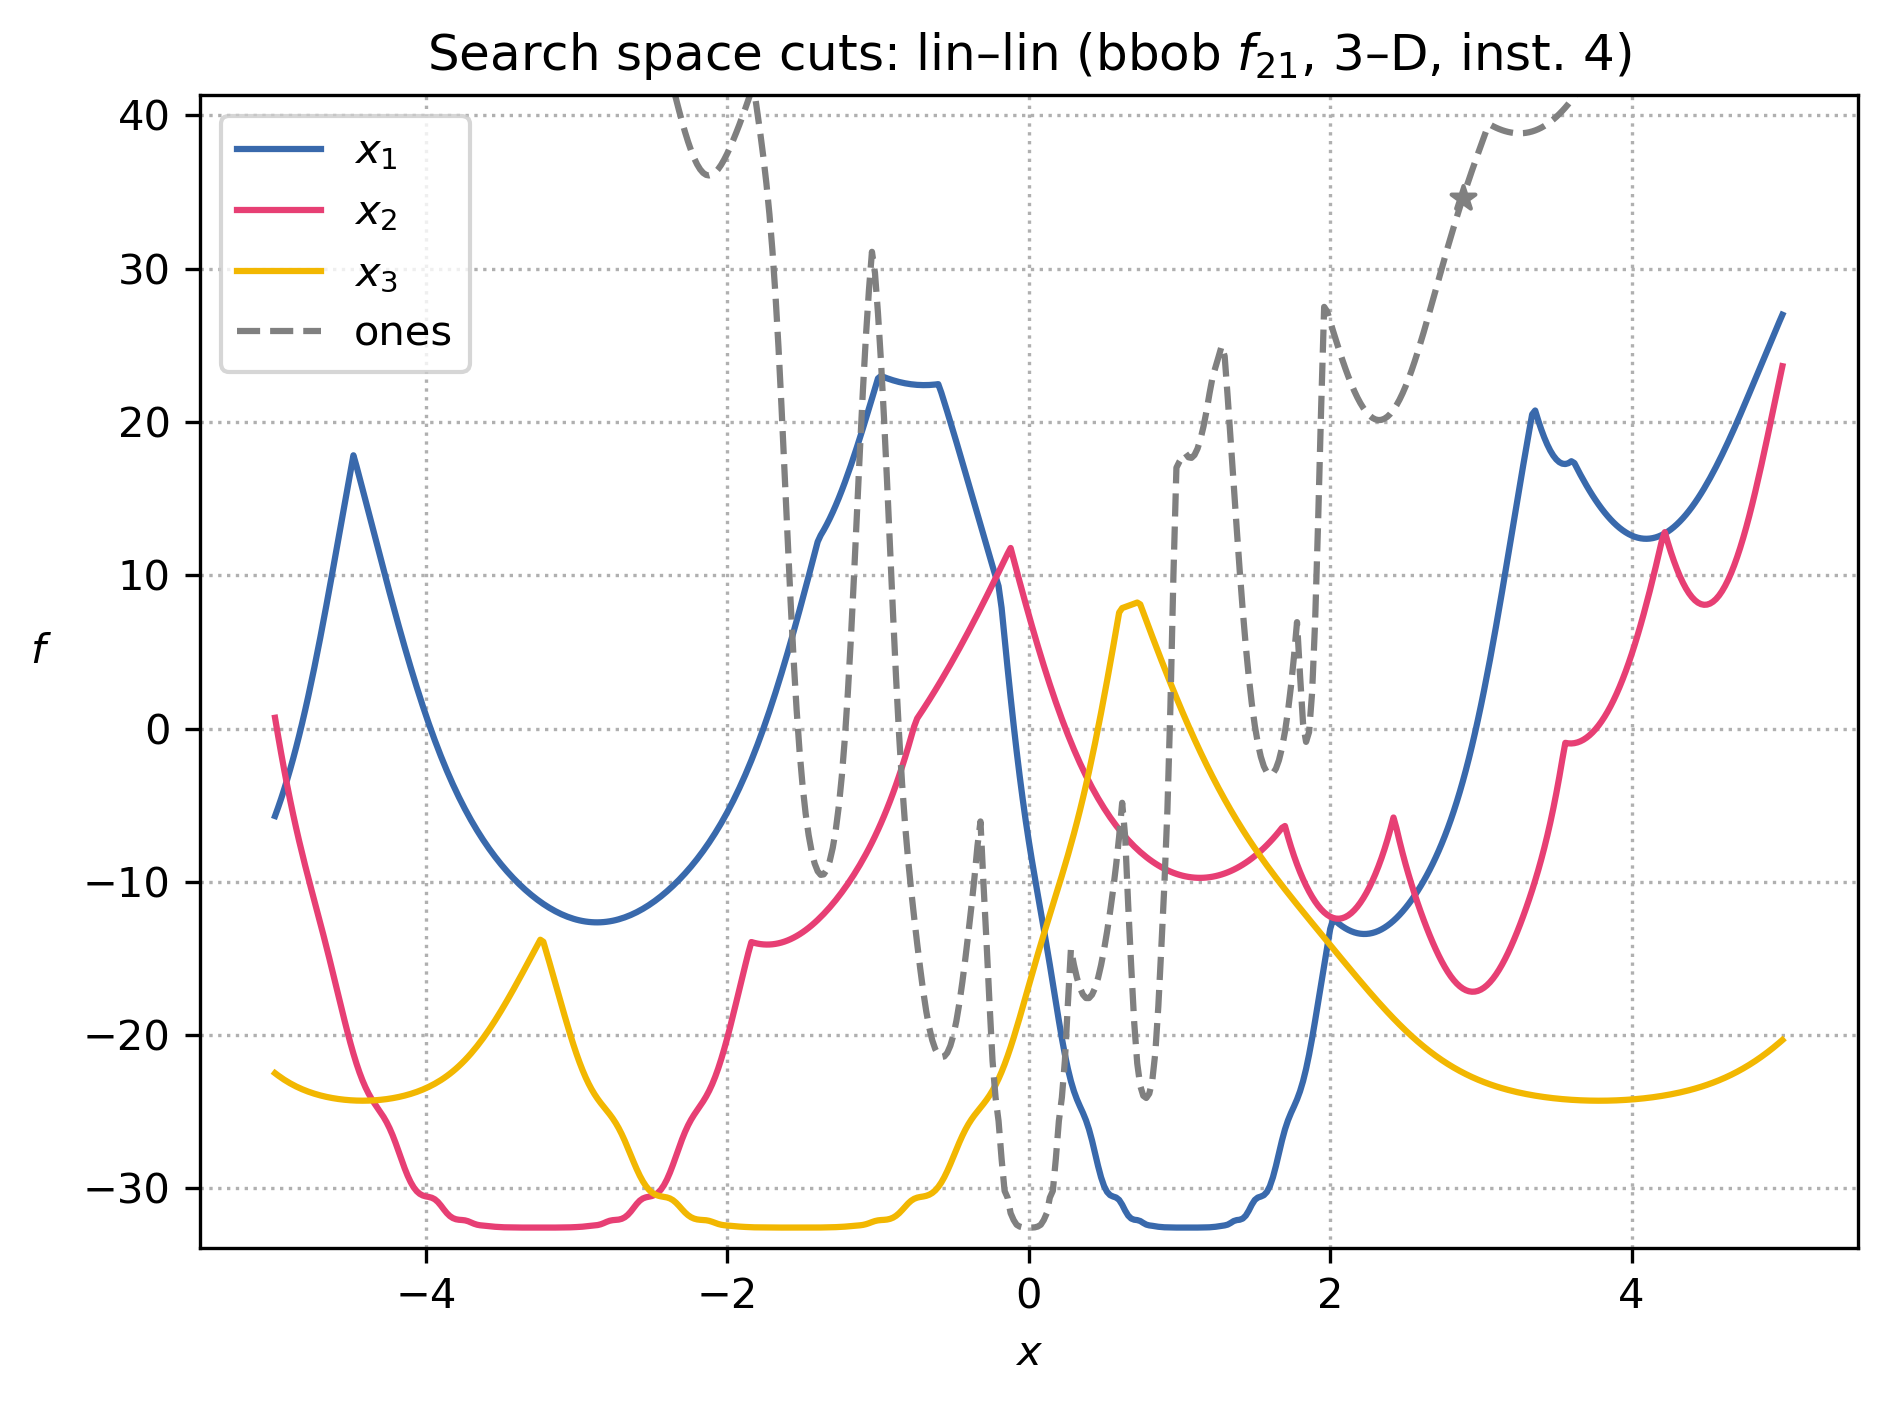 Search space cuts: lin–lin (bbob f21, 3–D, inst. 4)
40
30
20
10
0
−10
−20
−30
f
x1
x2
x3
ones
−4
−2
0
2
4
x